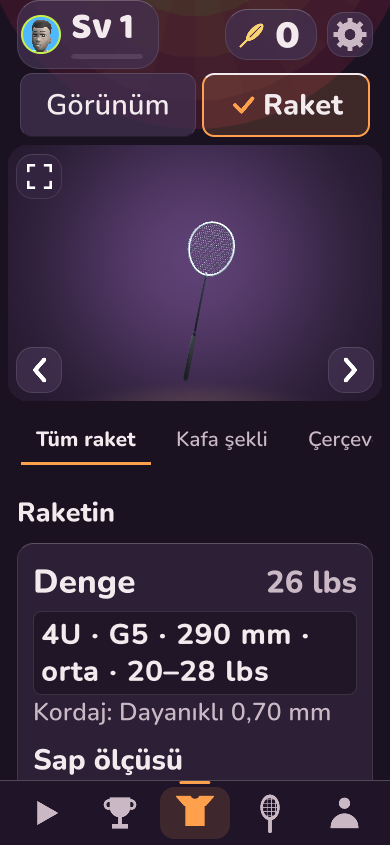 Sv 1
0
Görünüm
Raket
Tüm raket
Kafa şekli
Çerçev
Raketin
Denge
26 lbs
4U · G5 · 290 mm ·
orta · 20–28 lbs
Kordaj: Dayanıklı 0,70 mm
Sap ölçüsü